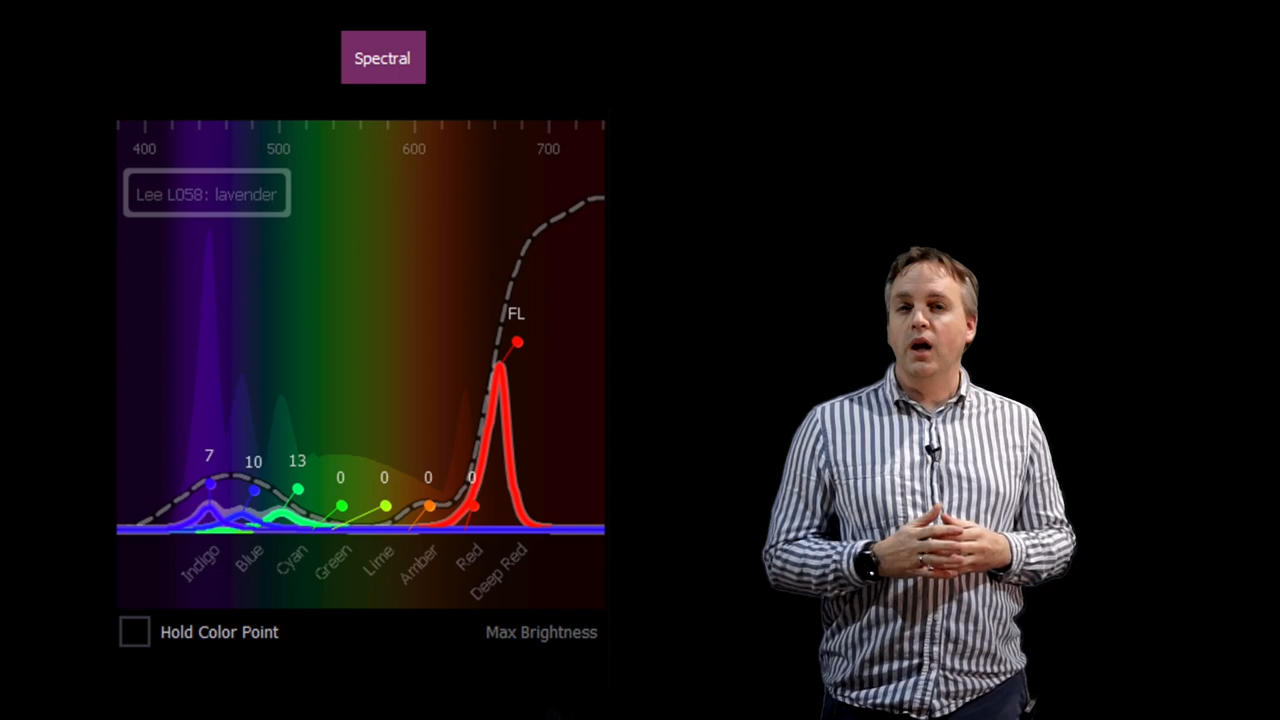 Spectral
400 500 600 700
Lee L058: lavender
FL
7 10 13 0 0 0 0
Indigo Blue Cyan Green Lime Amber Red Deep Red
Hold Color Point Max Brightness